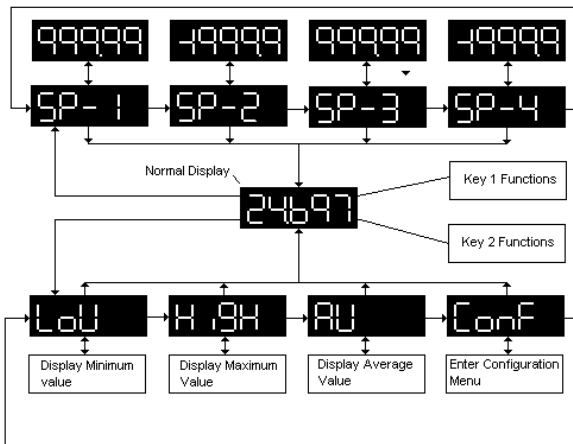 999.99 -1999.9 999.99 -1999.9
SP-1 SP-2 SP-3 SP-4
Normal Display
24.697
Key 1 Functions
Key 2 Functions
LoU HigH AU ConF
Display Minimum value
Display Maximum Value
Display Average Value
Enter Configuration Menu